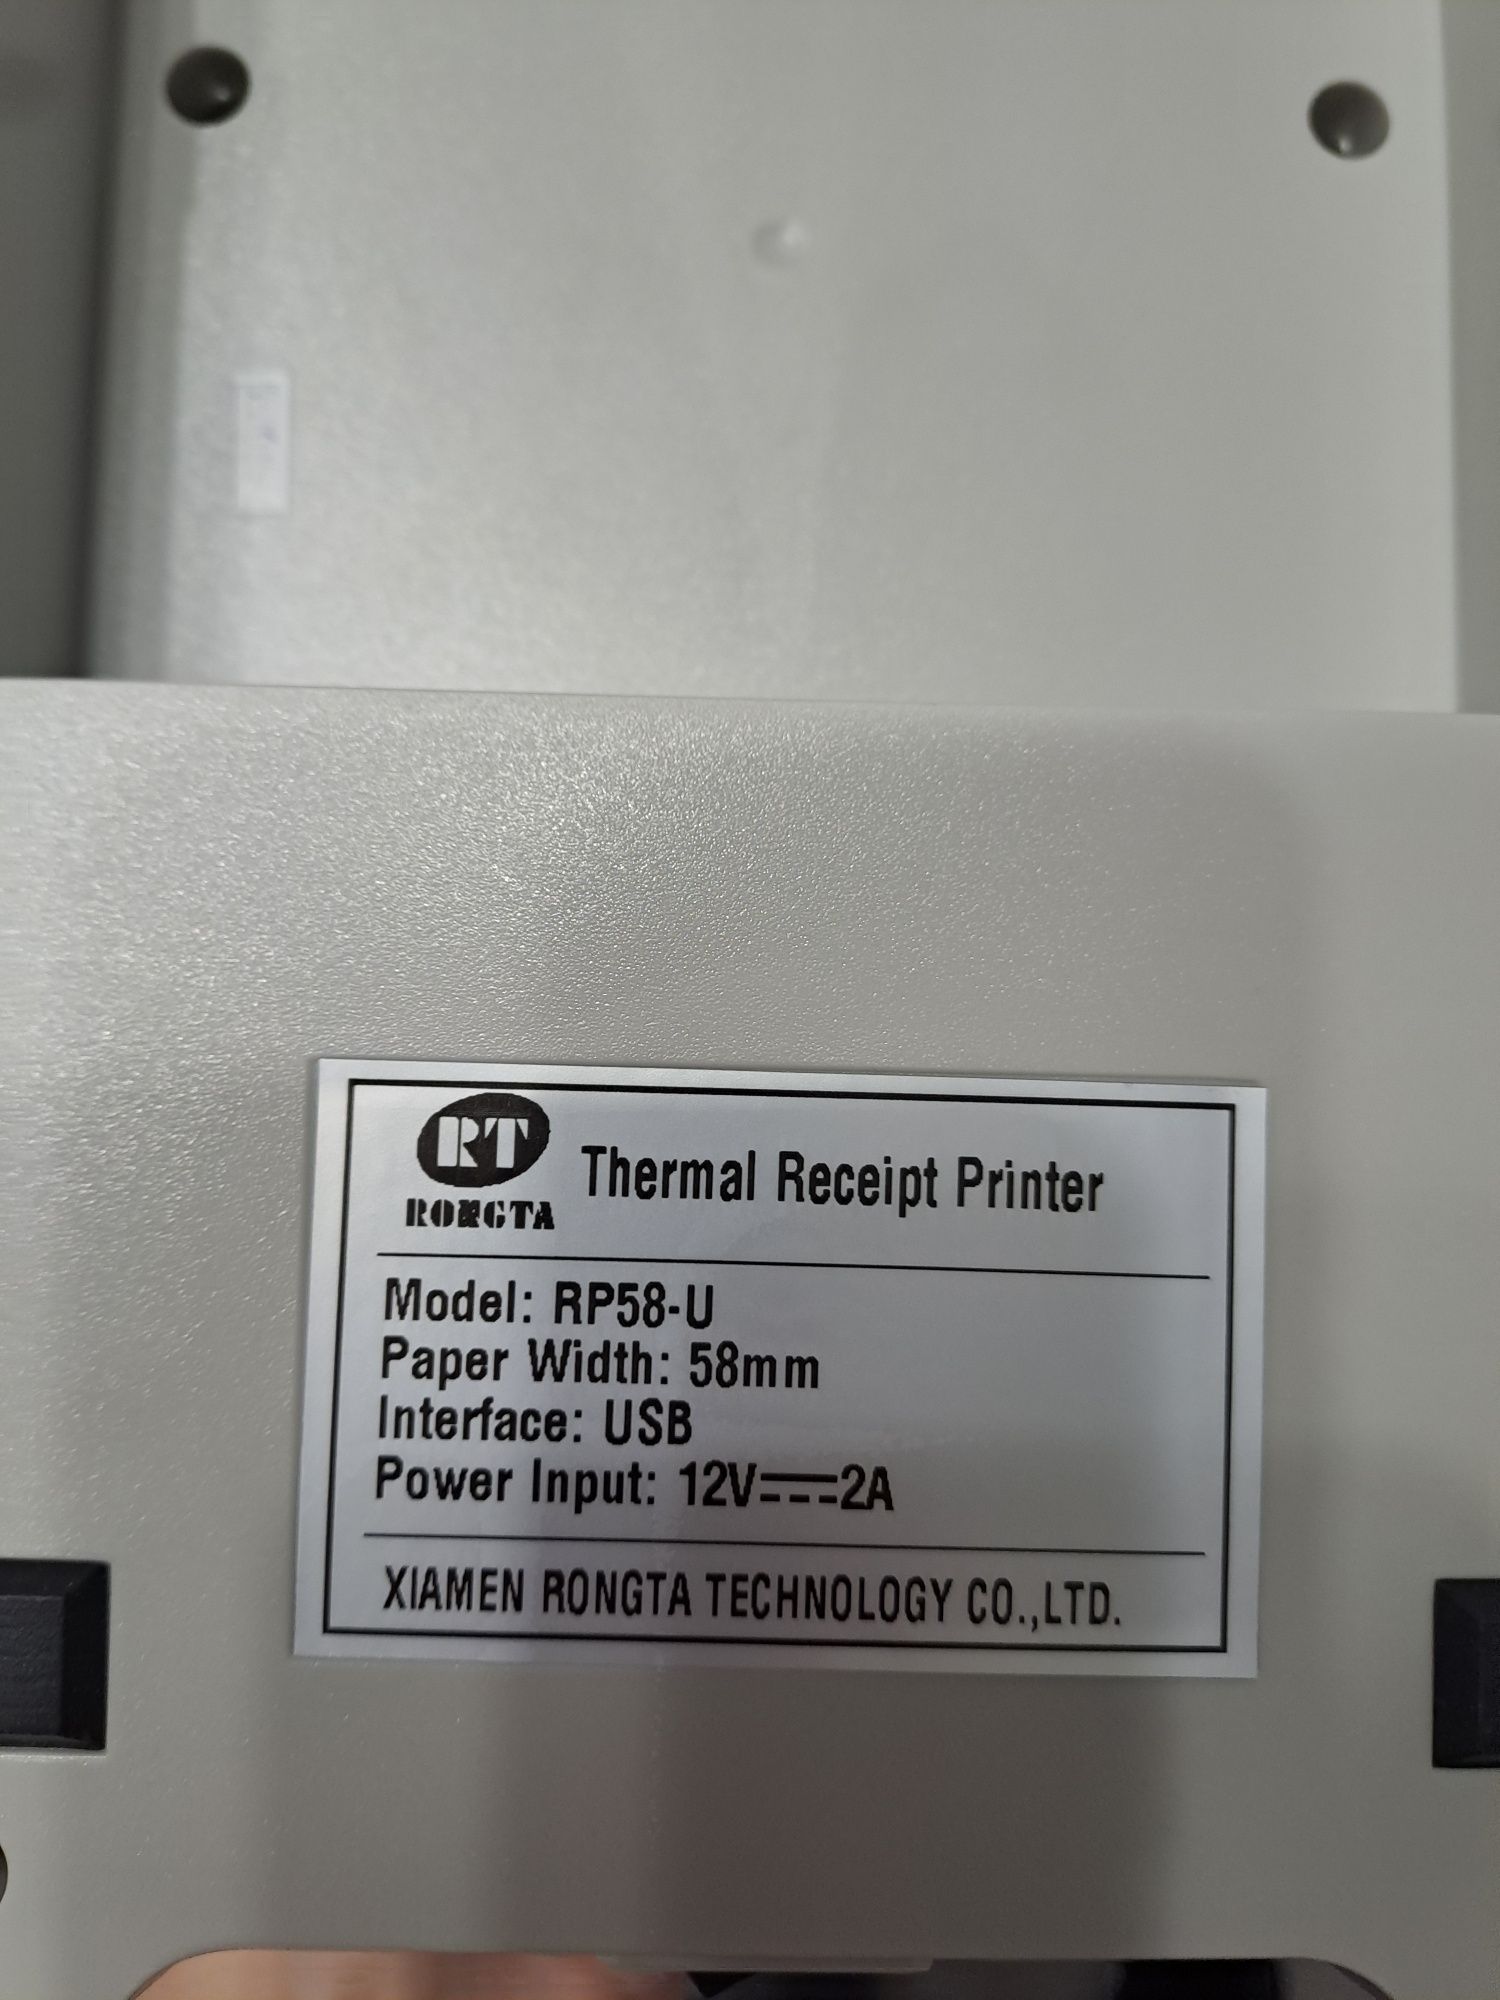 RT
RONGTA
Thermal Receipt Printer
Model: RP58-U
Paper Width: 58mm
Interface: USB
Power Input: 12V⎓2A
XIAMEN RONGTA TECHNOLOGY CO.,LTD.